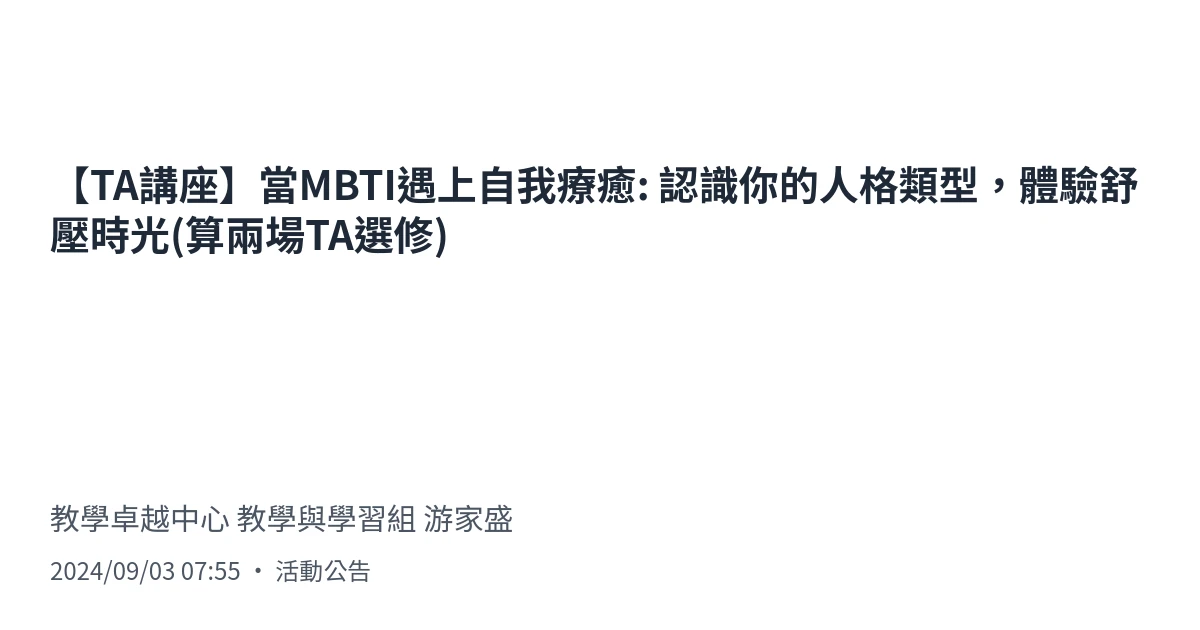 【TA講座】當MBTI遇上自我療癒: 認識你的人格類型，體驗舒
壓時光(算兩場TA選修)
教學卓越中心 教學與學習組 游家盛
2024/09/03 07:55 • 活動公告